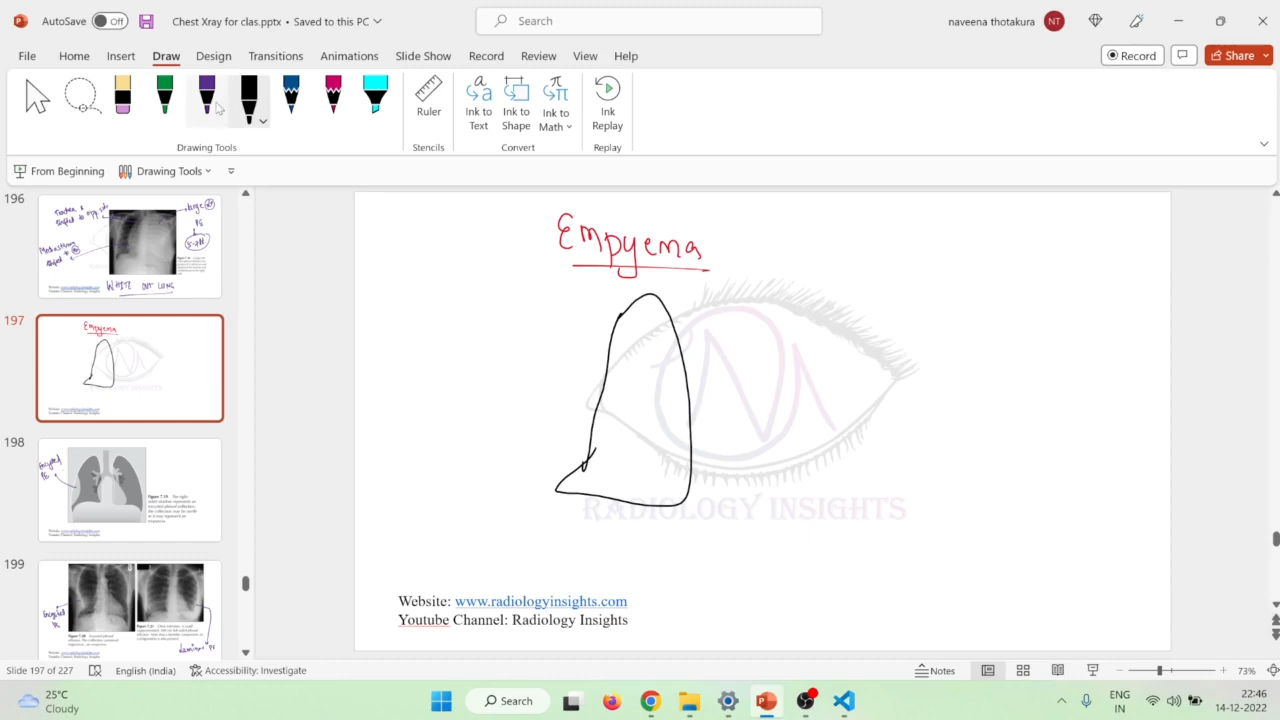 AutoSave Off Chest Xray for clas.pptx • Saved to this PC Search naveena thotakura NT
File Home Insert Draw Design Transitions Animations Slide Show Record Review View Help Record Share
Ruler
Ink to Text Ink to Shape Ink to Math Ink Replay
Drawing Tools Stencils Convert Replay
From Beginning Drawing Tools
196
WHITE OUT LUNG
197
Empyema
198
Encysted
199
Encysted
Empyema
RADIOLOGY INSIGHTS
Website: www.radiologyinsights.com
Youtube Channel: Radiology Insights
Slide 197 of 227 English (India) Accessibility: Investigate Notes 73%
25°C
Cloudy
Search
ENG
IN
22:46
14-12-2022